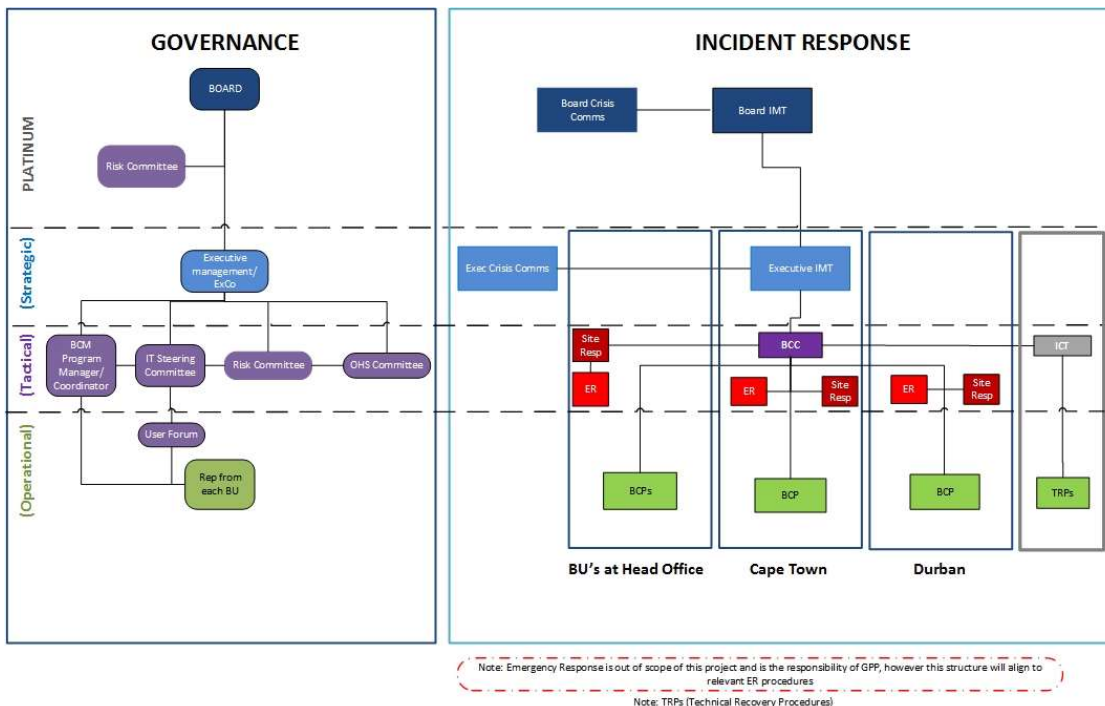 GOVERNANCE
BOARD
Risk Committee
PLATINUM
Executive
management/
ExCo
(Strategic)
BCM
Program
Manager/
Coordinator
IT Steering
Committee
Risk Committee
OHS Committee
(Tactical)
User Forum
Rep from
each BU
(Operational)
INCIDENT RESPONSE
Board Crisis
Comms
Board IMT
Exec Crisis Comms
Executive IMT
Site
Resp
BCC
ICT
ER
ER
Site
Resp
ER
Site
Resp
BCPs
BCP
BCP
TRPs
BU's at Head Office
Cape Town
Durban
Note: Emergency Response is out of scope of this project and is the responsibility of GPP, however this structure will align to
relevant ER procedures
Note: TRPs (Technical Recovery Procedures)